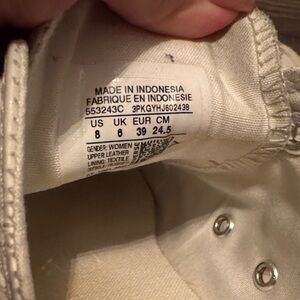 MADE IN INDONESIA
FABRIQUE EN INDONESIE
553243C 3PKGYHJ602438
US UK EUR CM
8 6 39 24.5
GENDER: WOMEN
UPPER: LEATHER
LINING: TEXTILE